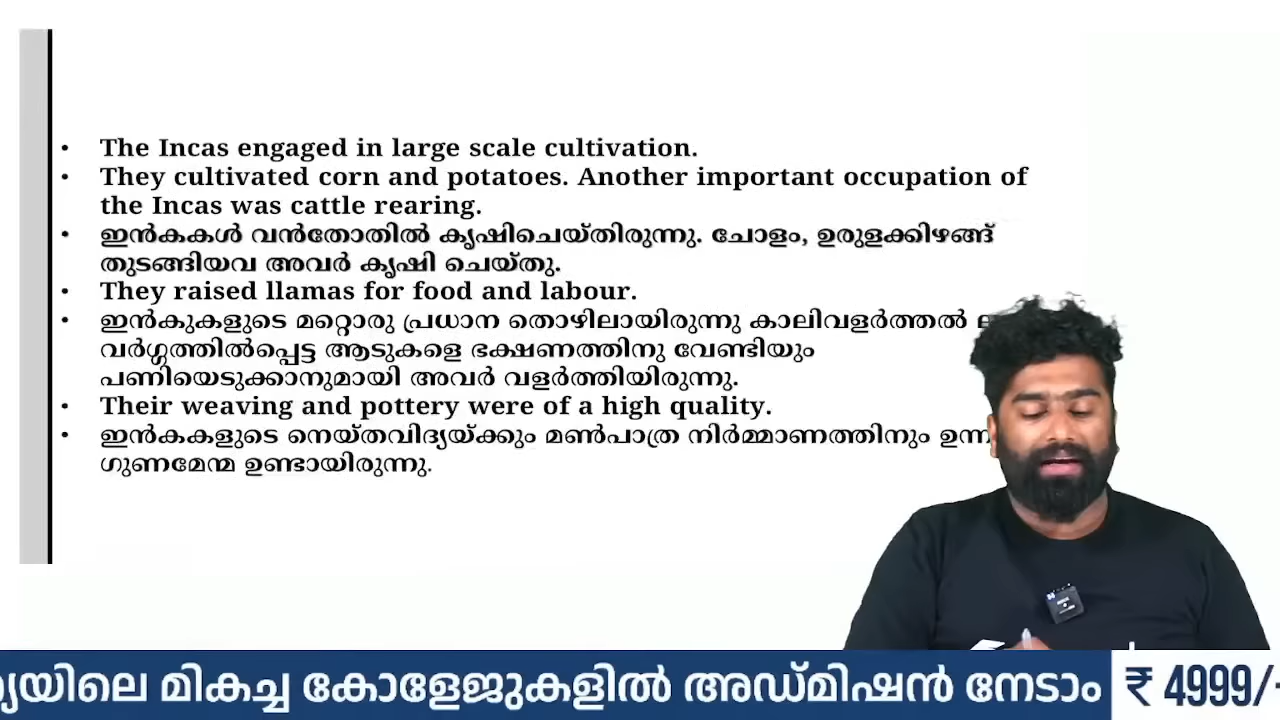 • The Incas engaged in large scale cultivation.
• They cultivated corn and potatoes. Another important occupation of
the Incas was cattle rearing.
• ഇൻകകൾ വൻതോതിൽ കൃഷിചെയ്തിരുന്നു. ചോളം, ഉരുളക്കിഴങ്ങ്
തുടങ്ങിയവ അവർ കൃഷി ചെയ്തു.
• They raised llamas for food and labour.
• ഇൻകുകളുടെ മറ്റൊരു പ്രധാന തൊഴിലായിരുന്നു കാലിവളർത്തൽ
വർഗ്ഗത്തിൽപ്പെട്ട ആടുകളെ ഭക്ഷണത്തിനു വേണ്ടിയും
പണിയെടുക്കാനുമായി അവർ വളർത്തിയിരുന്നു.
• Their weaving and pottery were of a high quality.
• ഇൻകകളുടെ നെയ്തവിദ്യയ്ക്കും മൺപാത്ര നിർമ്മാണത്തിനും
ഗുണമേന്മ ഉണ്ടായിരുന്നു.
മികച്ച കോളേജുകളിൽ അഡ്മിഷൻ നേടാം ₹ 4999/-